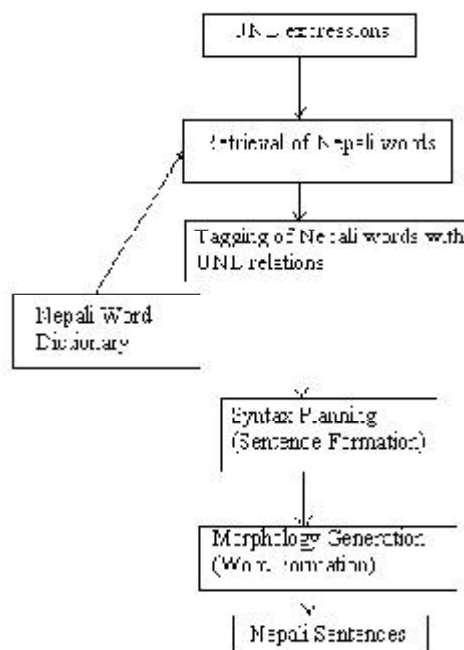 UNL expressions
Retrieval of Nepali words
Tagging of Nepali words with
UNL relations
Nepali Word
Dictionary
Syntax Planning
(Sentence Formation)
Morphology Generation
(Word Formation)
Nepali Sentences